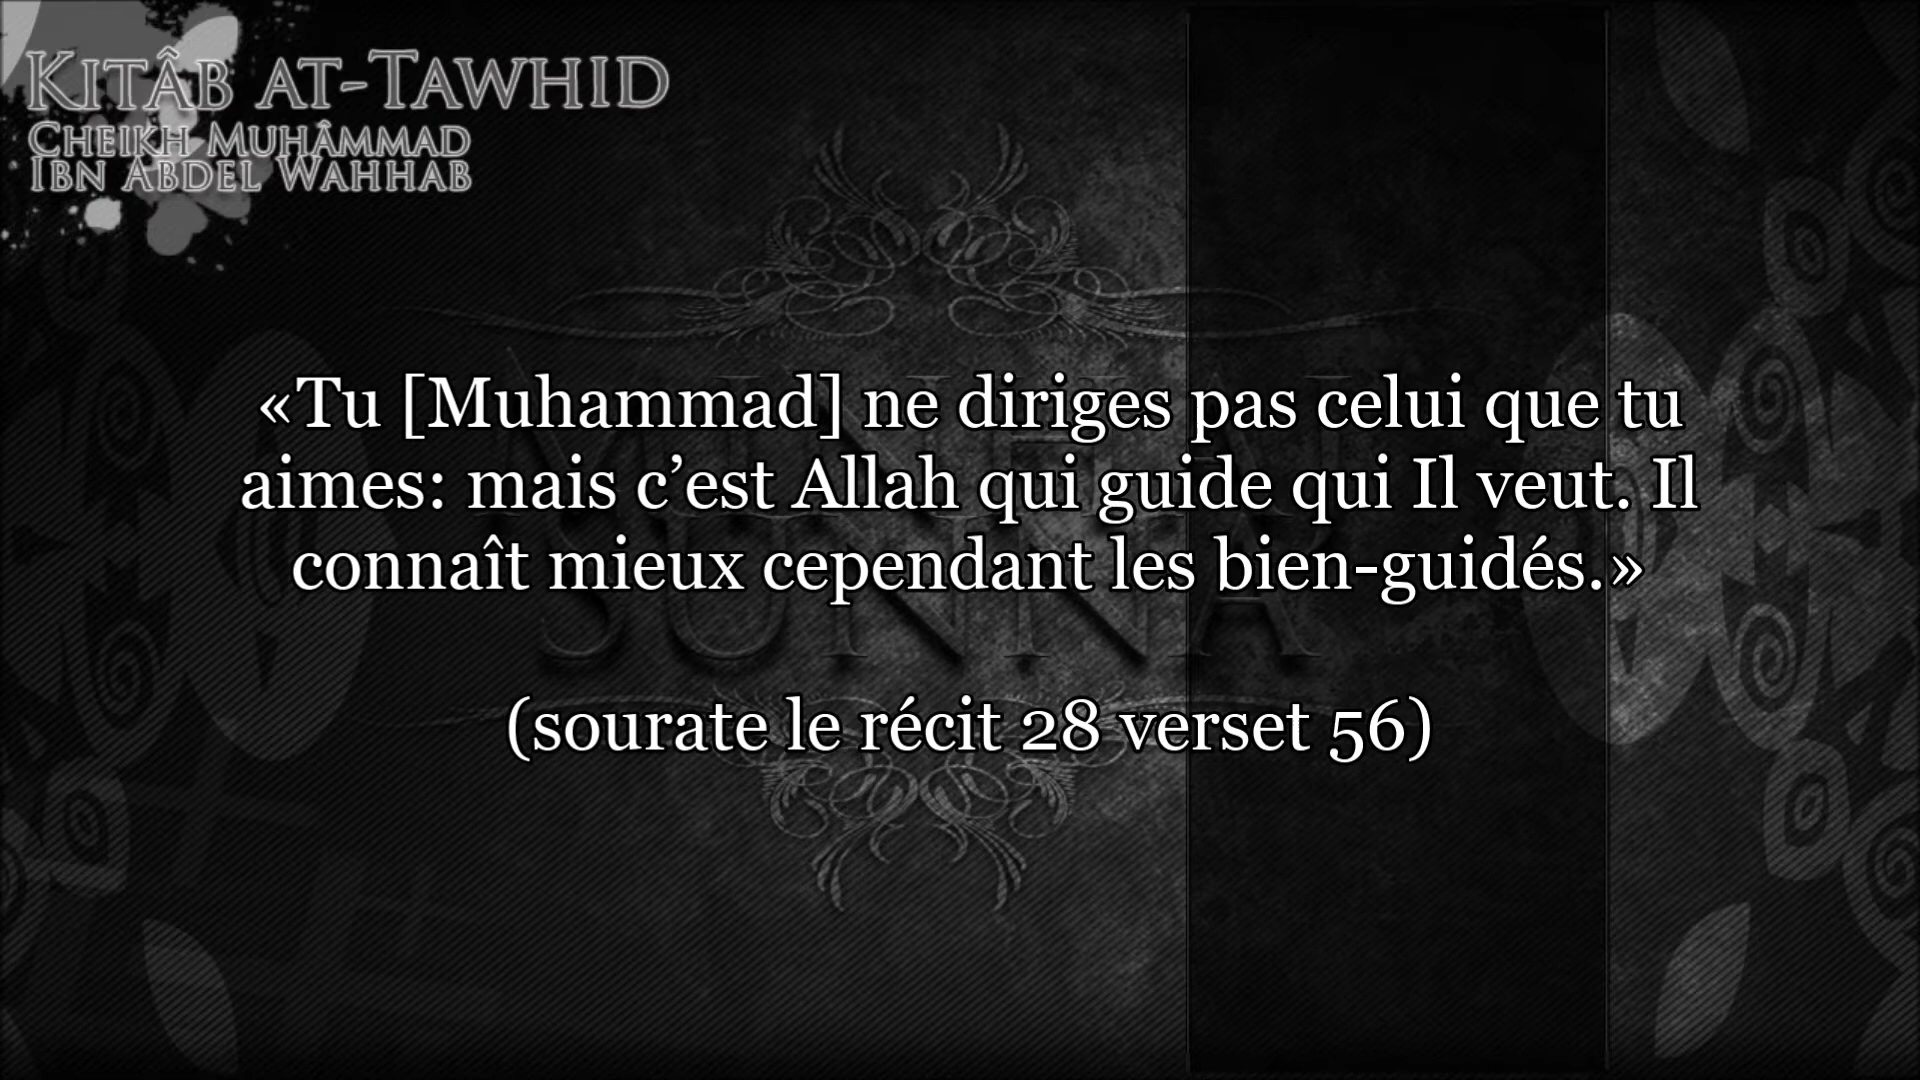 KITÂB AT-TAWHID
CHEIKH MUHÂMMAD
IBN ABDEL WAHHAB
«Tu [Muhammad] ne diriges pas celui que tu
aimes: mais c’est Allah qui guide qui Il veut. Il
connaît mieux cependant les bien-guidés.»
SUNNA
(sourate le récit 28 verset 56)